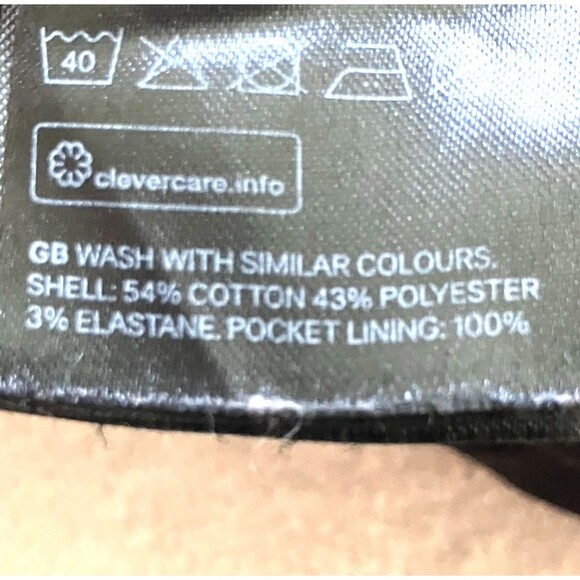 40
clevercare.info
GB WASH WITH SIMILAR COLOURS.
SHELL: 54% COTTON 43% POLYESTER
3% ELASTANE. POCKET LINING: 100%